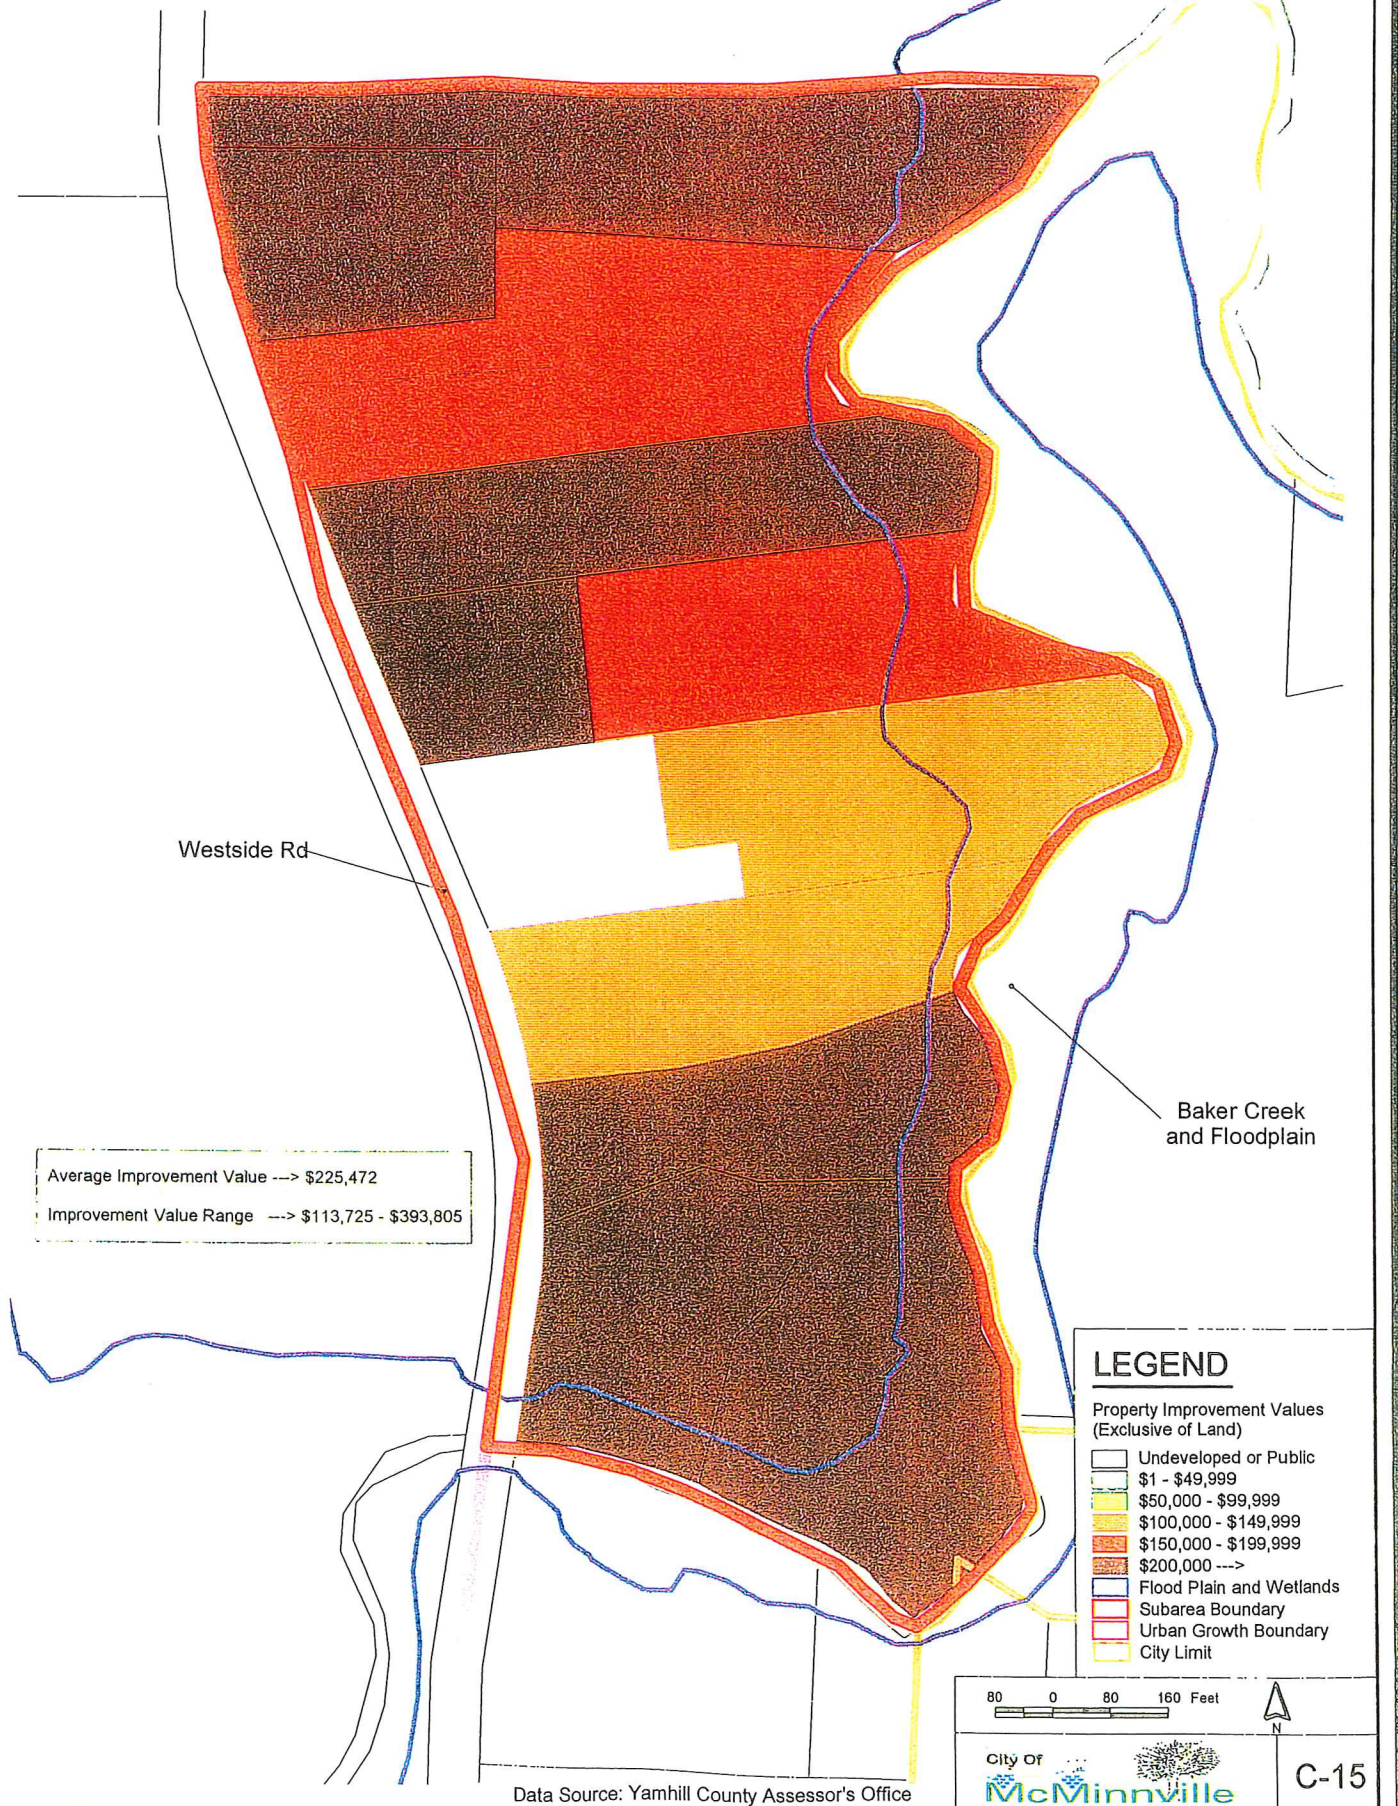 Westside Rd
Baker Creek
and Floodplain
Average Improvement Value ---> $225,472
Improvement Value Range ---> $113,725 - $393,805
LEGEND
Property Improvement Values
(Exclusive of Land)
Undeveloped or Public
$1 - $49,999
$50,000 - $99,999
$100,000 - $149,999
$150,000 - $199,999
$200,000 --->
Flood Plain and Wetlands
Subarea Boundary
Urban Growth Boundary
City Limit
80 0 80 160 Feet
N
City Of
McMinnville
C-15
Data Source: Yamhill County Assessor's Office